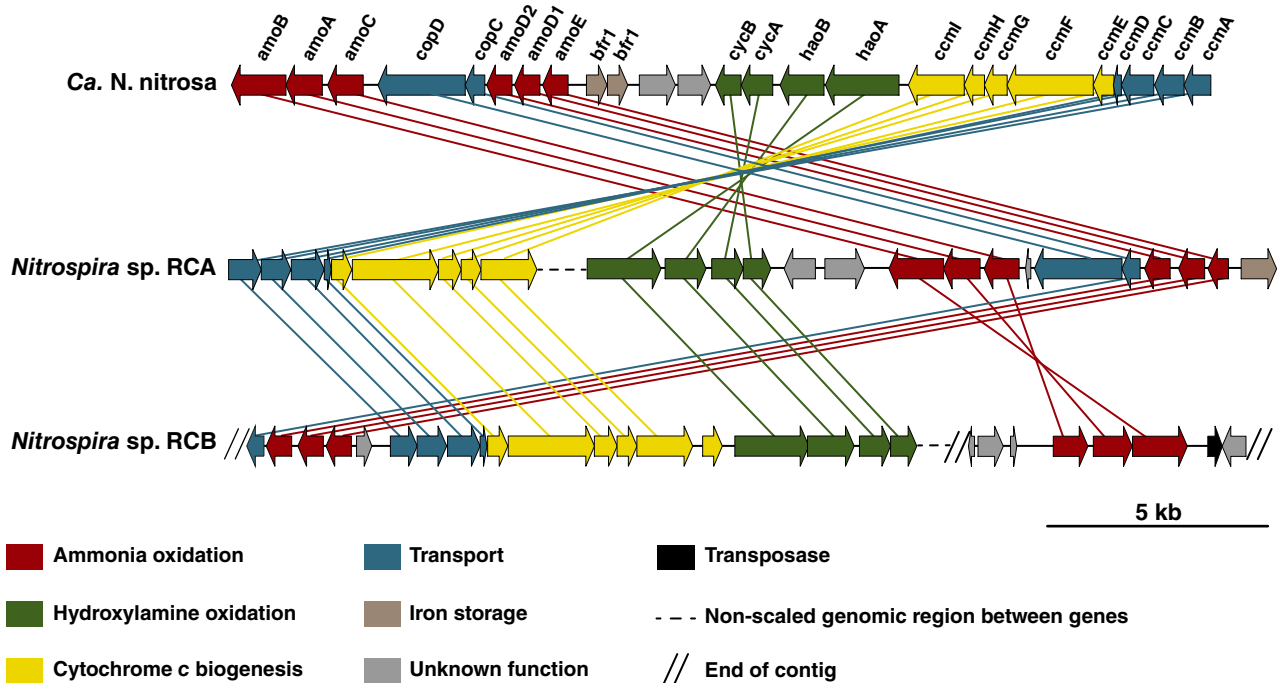 amoB amoA amoC copD copC amoD2 amoD1 amoE bfr1 bfr1 cycB cycA haoB haoA ccmI ccmH ccmG ccmF ccmE ccmD ccmC ccmB ccmA
Ca. N. nitrosa
Nitrospira sp. RCA
Nitrospira sp. RCB
5 kb
Ammonia oxidation Transport Transposase
Hydroxylamine oxidation Iron storage Non-scaled genomic region between genes
Cytochrome c biogenesis Unknown function End of contig